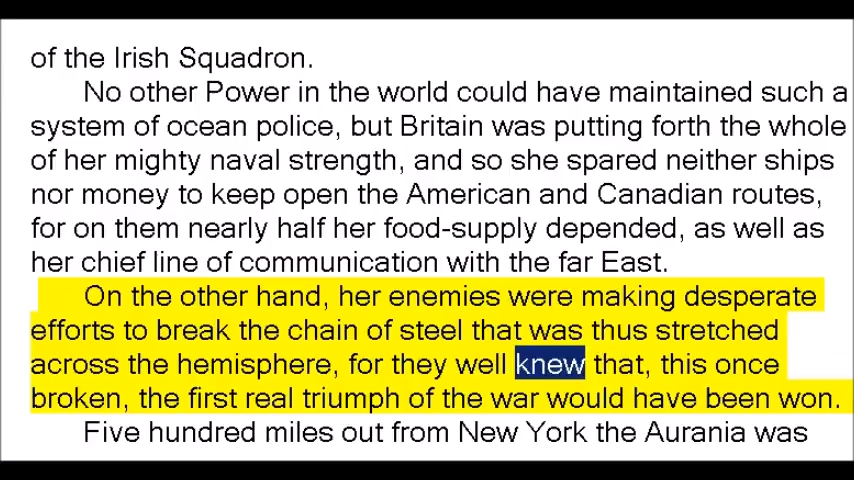 of the Irish Squadron.
No other Power in the world could have maintained such a
system of ocean police, but Britain was putting forth the whole
of her mighty naval strength, and so she spared neither ships
nor money to keep open the American and Canadian routes,
for on them nearly half her food-supply depended, as well as
her chief line of communication with the far East.
On the other hand, her enemies were making desperate
efforts to break the chain of steel that was thus stretched
across the hemisphere, for they well knew that, this once
broken, the first real triumph of the war would have been won.
Five hundred miles out from New York the Aurania was